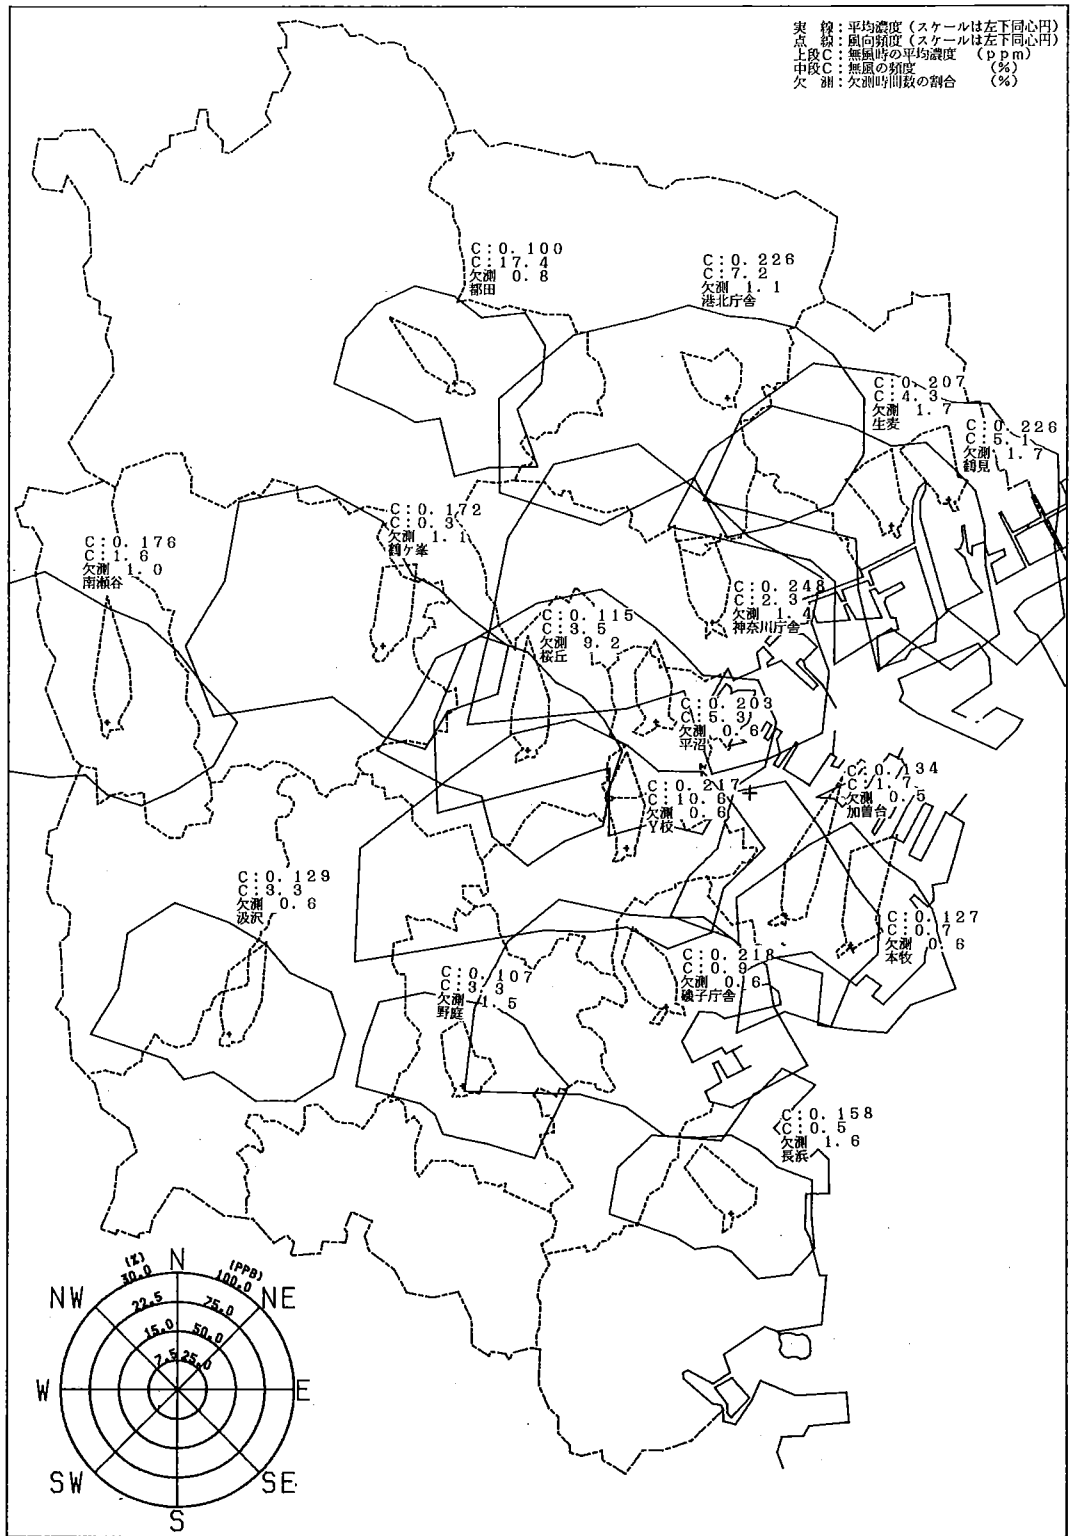 実 線：平均濃度（スケールは左下同心円）
点 線：風向頻度（スケールは左下同心円）
上段C：無風時の平均濃度 （ppm）
中段C：無風の頻度 （%）
欠 測：欠測時間数の割合 （%）
C：0.100
C：17.4
欠測 0.8
都田
C：0.226
C：7.2
欠測 1.1
港北庁舎
C：0.207
C：4.3
欠測 1.7
生麦
C：0.226
C：5.1
欠測 1.7
鶴見
C：0.172
C：0.3
欠測 1.1
鶴ケ峯
C：0.176
C：1.6
欠測 1.0
南瀬谷
C：0.248
C：2.3
欠測 1.4
神奈川庁舎
C：0.115
C：3.5
欠測 9.2
桜丘
C：0.203
C：5.3
欠測 0.6
平沼
C：0.134
C：1.7
欠測 0.5
加曽台
C：0.217
C：10.6
欠測 0.6
Y校
C：0.129
C：3.3
欠測 0.6
汲沢
C：0.127
C：0.7
欠測 0.6
本牧
C：0.218
C：0.9
欠測 0.6
磯子庁舎
C：0.107
C：3.3
欠測 1.5
野庭
C：0.158
C：0.5
欠測 1.6
長浜
(%) N (PPB)
30.0 100.0
NW NE
22.5 75.0
15.0 50.0
7.5 25.0
W E
SW SE
S